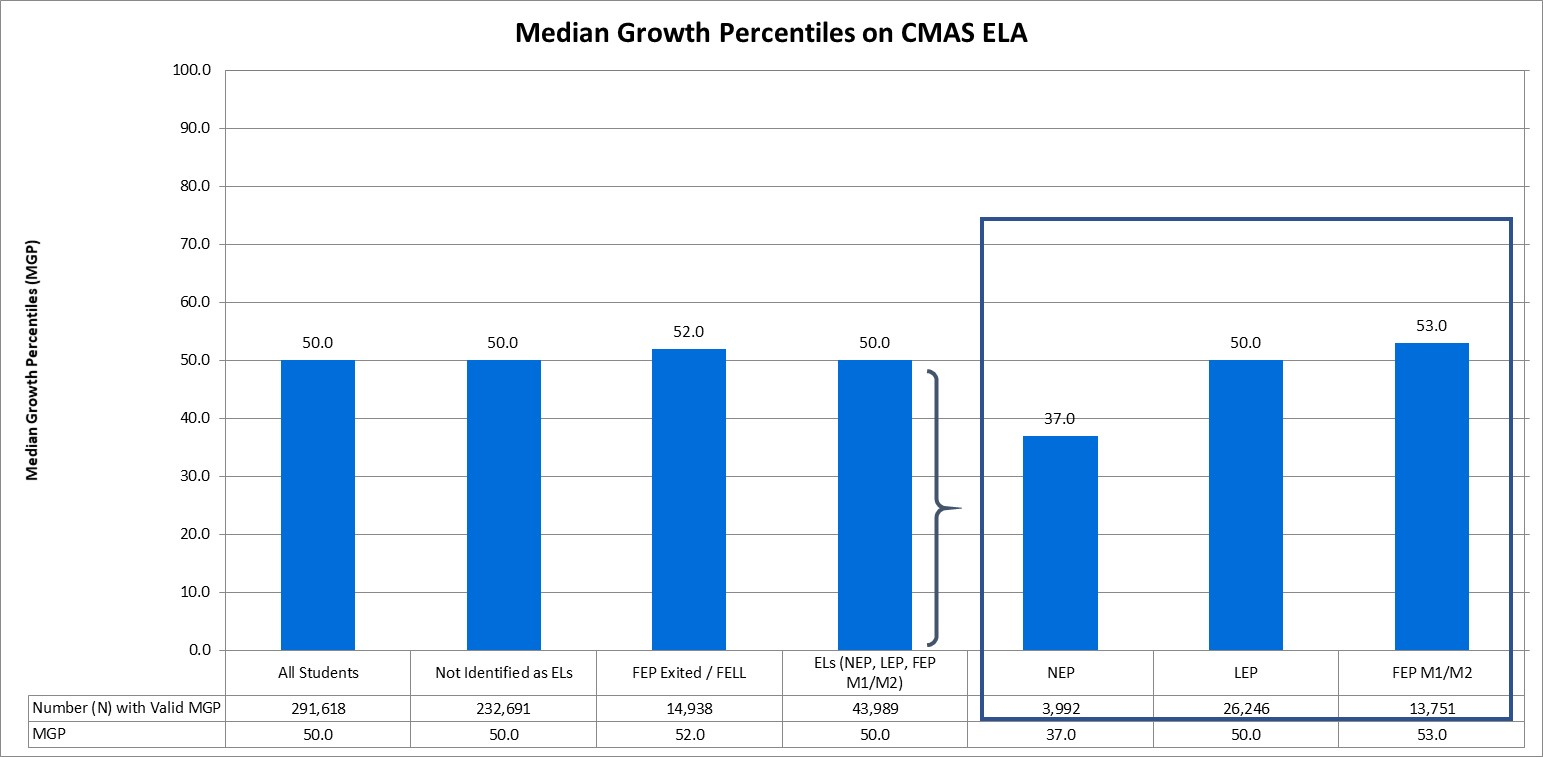 Median Growth Percentiles on CMAS ELA
Median Growth Percentiles (MGP)
100.0
90.0
80.0
70.0
60.0
50.0
40.0
30.0
20.0
10.0
0.0
50.0 50.0 52.0 50.0 37.0 50.0 53.0
All Students Not Identified as ELs FEP Exited / FELL ELs (NEP, LEP, FEP NEP LEP FEP M1/M2
M1/M2)
Number (N) with Valid MGP 291,618 232,691 14,938 43,989 3,992 26,246 13,751
MGP 50.0 50.0 52.0 50.0 37.0 50.0 53.0